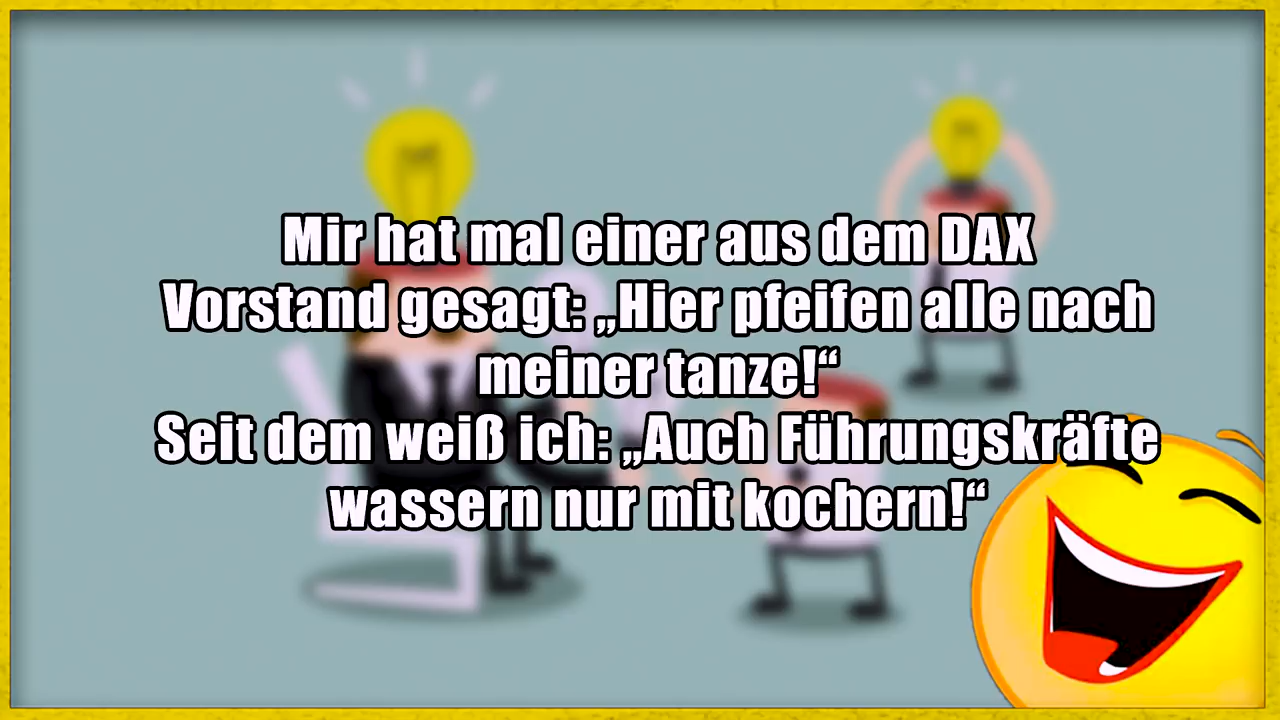 Mir hat mal einer aus dem DAX
Vorstand gesagt: „Hier pfeifen alle nach
meiner tanze!“
Seit dem weiß ich: „Auch Führungskräfte
wassern nur mit kochern!“